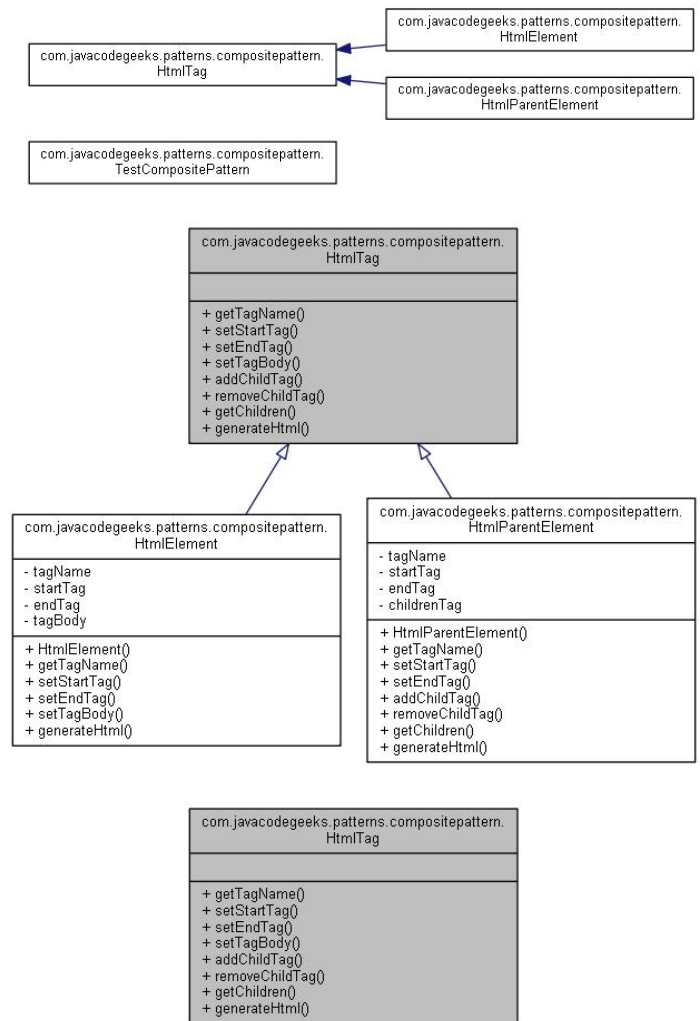 com.javacodegeeks.patterns.compositepattern.
HtmlTag
com.javacodegeeks.patterns.compositepattern.
HtmlElement
com.javacodegeeks.patterns.compositepattern.
HtmlParentElement
com.javacodegeeks.patterns.compositepattern.
TestCompositePattern
com.javacodegeeks.patterns.compositepattern.
HtmlTag
+ getTagName()
+ setStartTag()
+ setEndTag()
+ setTagBody()
+ addChildTag()
+ removeChildTag()
+ getChildren()
+ generateHtml()
com.javacodegeeks.patterns.compositepattern.
HtmlElement
- tagName
- startTag
- endTag
- tagBody
+ HtmlElement()
+ getTagName()
+ setStartTag()
+ setEndTag()
+ setTagBody()
+ generateHtml()
com.javacodegeeks.patterns.compositepattern.
HtmlParentElement
- tagName
- startTag
- endTag
- childrenTag
+ HtmlParentElement()
+ getTagName()
+ setStartTag()
+ setEndTag()
+ addChildTag()
+ removeChildTag()
+ getChildren()
+ generateHtml()
com.javacodegeeks.patterns.compositepattern.
HtmlTag
+ getTagName()
+ setStartTag()
+ setEndTag()
+ setTagBody()
+ addChildTag()
+ removeChildTag()
+ getChildren()
+ generateHtml()